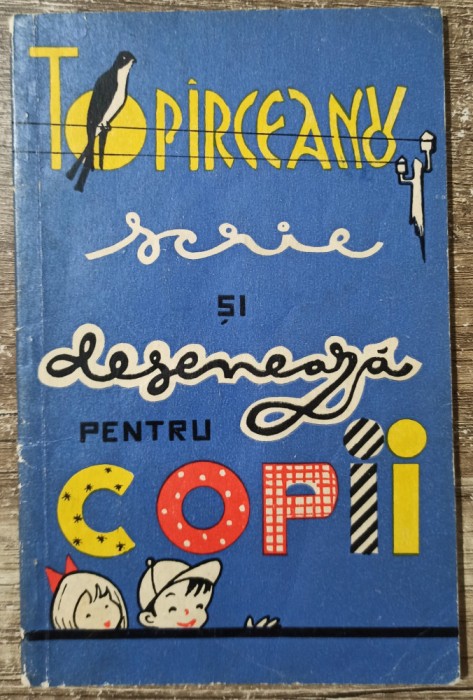 TOPÎRCEANU
scrie
ȘI
desenează
PENTRU
COPII